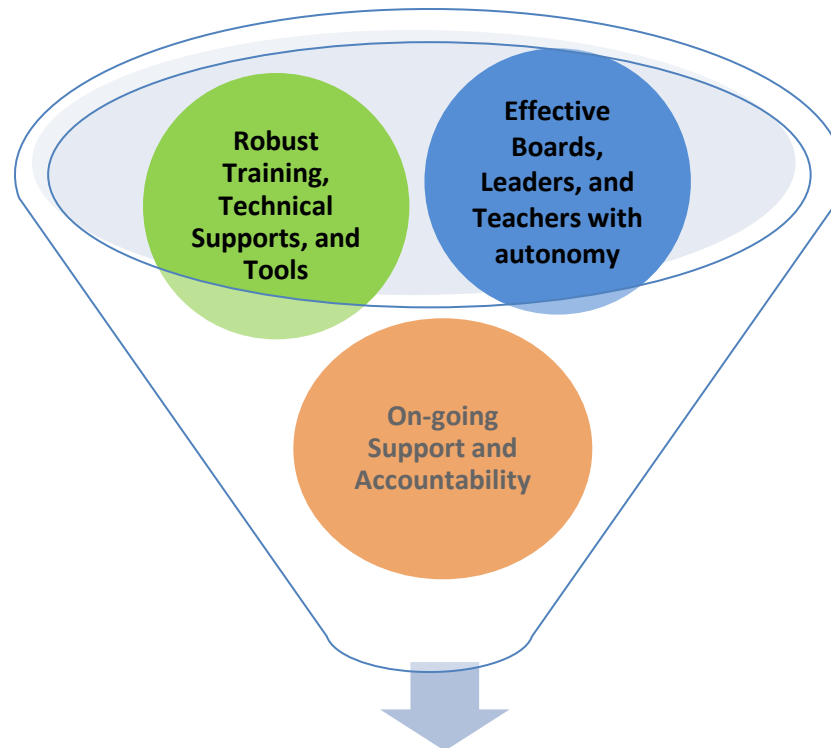 Robust
Training,
Technical
Supports, and
Tools
Effective
Boards,
Leaders, and
Teachers with
autonomy
On-going
Support and
Accountability